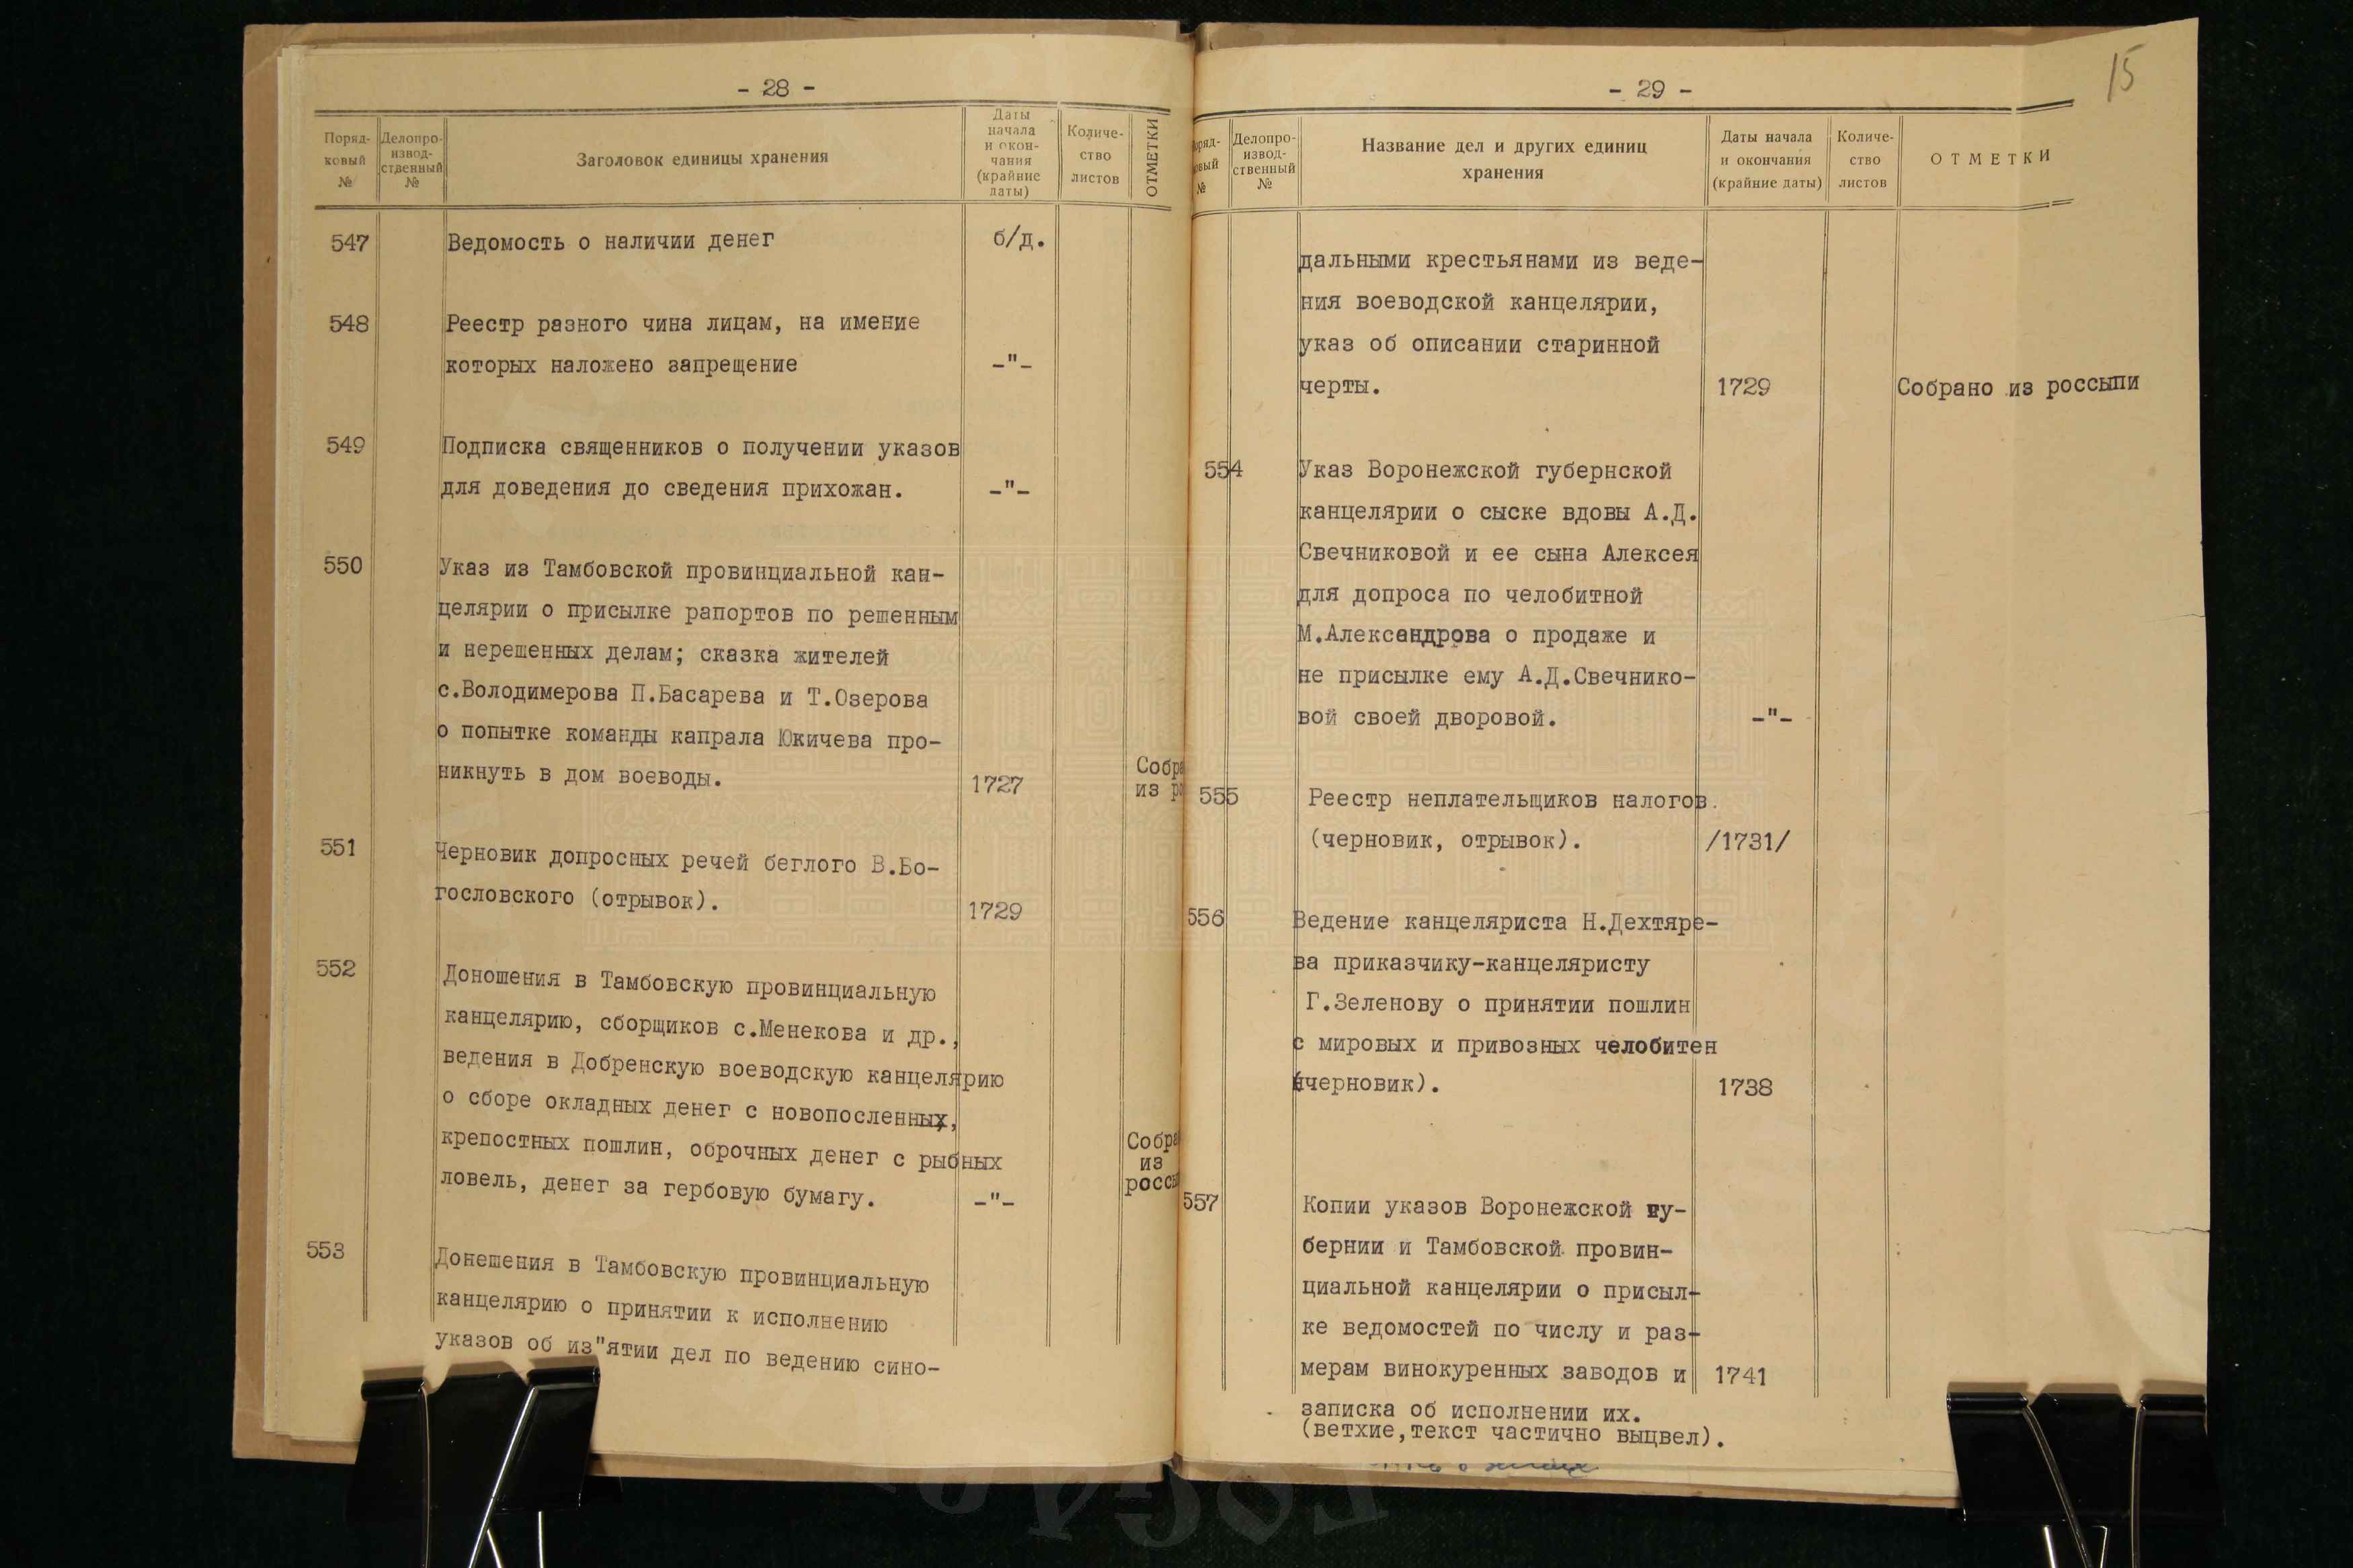 - 28 -
Поряд-
ковый
№
Делопро-
извод-
ственный
№
Заголовок единицы хранения
Даты
начала
и окон-
чания
(крайние
даты)
Количе-
ство
листов
ОТМЕТКИ
547 Ведомость о наличии денег б/д.
548 Реестр разного чина лицам, на имение
которых наложено запрещение -"-
549 Подписка священников о получении указов
для доведения до сведения прихожан. -"-
550 Указ из Тамбовской провинциальной кан-
целярии о присылке рапортов по решенным
и нерешенных делам; сказка жителей
с.Володимерова П.Басарева и Т.Озерова
о попытке команды капрала Юкичева про-
никнуть в дом воеводы. 1727 Собра
из р
551 Черновик допросных речей беглого В.Бо-
гословского (отрывок). 1729
552 Доношения в Тамбовскую провинциальную
канцелярию, сборщиков с.Менекова и др.,
ведения в Добренскую воеводскую канцелярию
о сборе окладных денег с новопосленных,
крепостных пошлин, оброчных денег с рыбных
ловель, денег за гербовую бумагу. -"- Собра
из
россы
553 Донешения в Тамбовскую провинциальную
канцелярию о принятии к исполнению
указов об из"ятии дел по ведению сино-
15
- 29 -
оряд-
овый
№
Делопро-
извод-
ственный
№
Название дел и других единиц
хранения
Даты начала
и окончания
(крайние даты)
Количе-
ство
листов
ОТМЕТКИ
дальными крестьянами из веде-
ния воеводской канцелярии,
указ об описании старинной
черты. 1729 Собрано из россыпи
554 Указ Воронежской губернской
канцелярии о сыске вдовы А.Д.
Свечниковой и ее сына Алексея
для допроса по челобитной
М.Александрова о продаже и
не присылке ему А.Д.Свечнико-
вой своей дворовой. -"-
555 Реестр неплательщиков налогов.
(черновик, отрывок). /1731/
556 Ведение канцеляриста Н.Дехтяре-
ва приказчику-канцеляристу
Г.Зеленову о принятии пошлин
с мировых и привозных челобитен
(черновик). 1738
557 Копии указов Воронежской гу-
бернии и Тамбовской провин-
циальной канцелярии о присыл-
ке ведомостей по числу и раз-
мерам винокуренных заводов и 1741
записка об исполнении их.
(ветхие,текст частично выцвел).